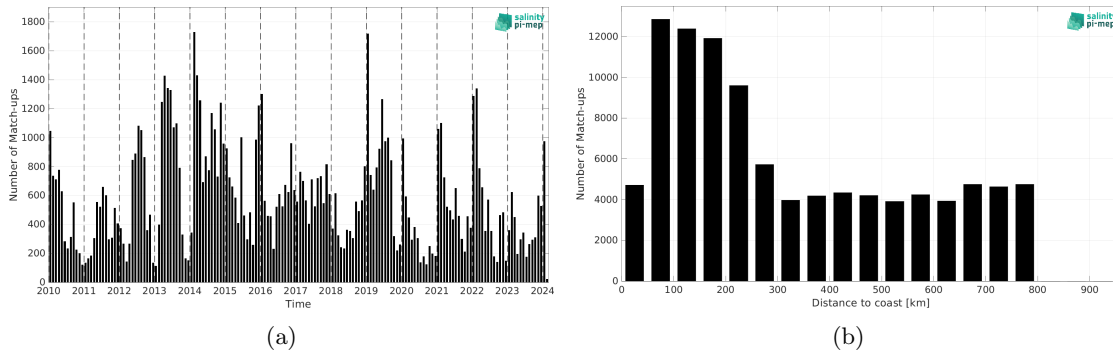 salinity
pi-mep
Number of Match-ups
1800
1600
1400
1200
1000
800
600
400
200
0
2010 2011 2012 2013 2014 2015 2016 2017 2018 2019 2020 2021 2022 2023 2024
Time
(a)
salinity
pi-mep
Number of Match-ups
12000
10000
8000
6000
4000
2000
0
0 100 200 300 400 500 600 700 800 900
Distance to coast [km]
(b)